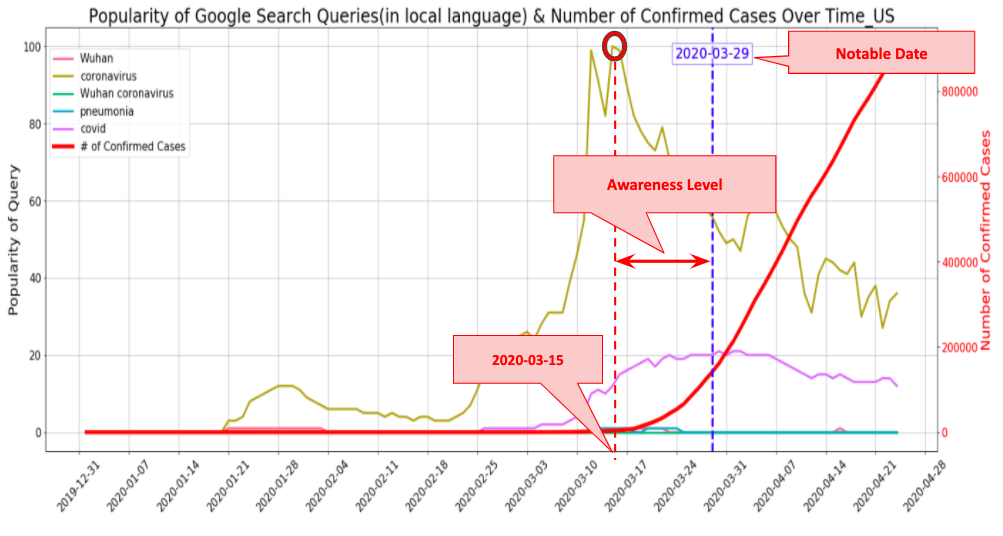 Popularity of Google Search Queries(in local language) & Number of Confirmed Cases Over Time_US
Wuhan
coronavirus
Wuhan coronavirus
pneumonia
covid
# of Confirmed Cases
2020-03-29
Notable Date
Awareness Level
2020-03-15
Popularity of Query
100
80
60
40
20
0
Number of Confirmed Cases
800000
600000
400000
200000
0
2019-12-31
2020-01-07
2020-01-14
2020-01-21
2020-01-28
2020-02-04
2020-02-11
2020-02-18
2020-02-25
2020-03-03
2020-03-10
2020-03-17
2020-03-24
2020-03-31
2020-04-07
2020-04-14
2020-04-21
2020-04-28